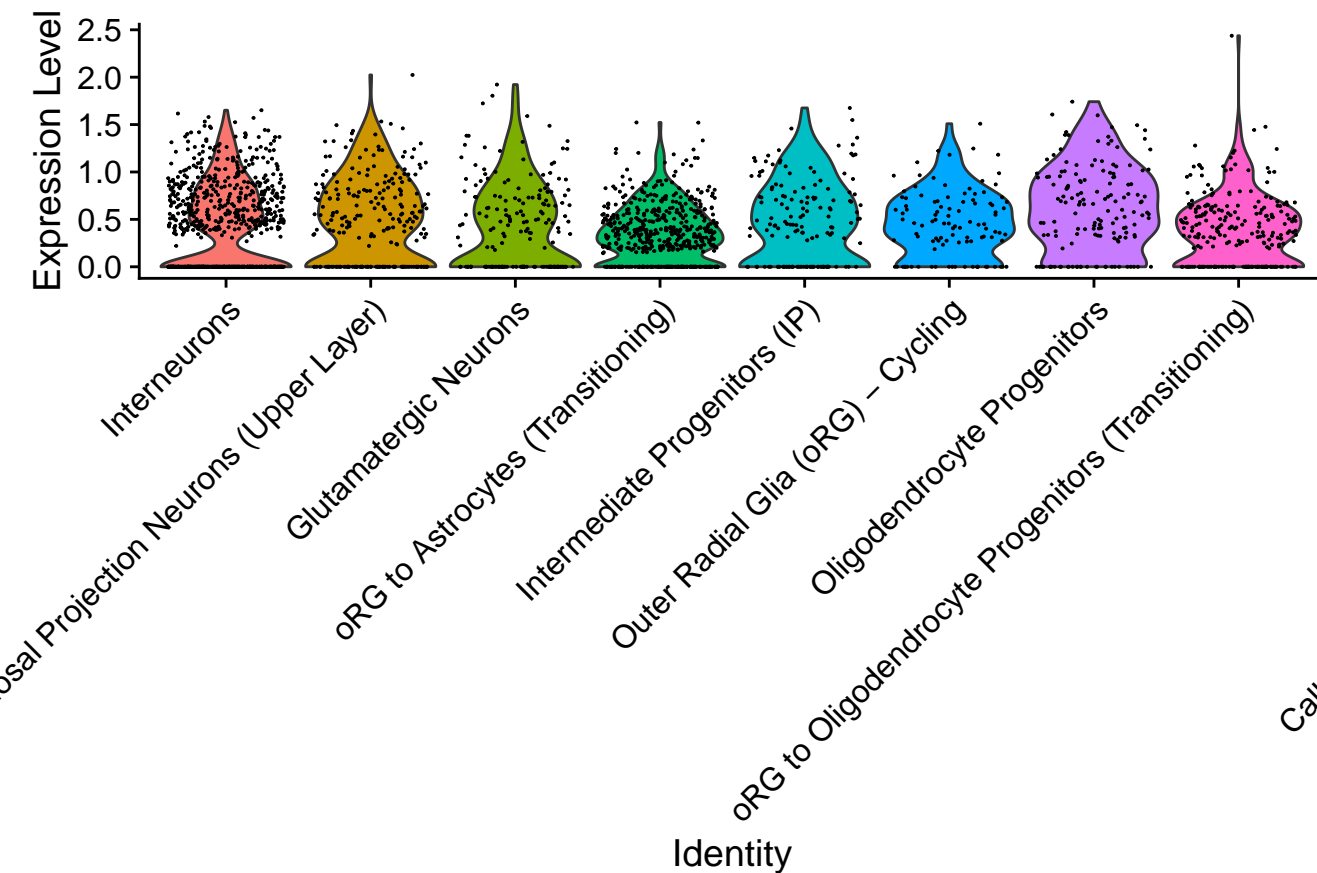 Expression Level
2.5
2.0
1.5
1.0
0.5
0.0
Interneurons
Projection Neurons (Upper Layer)
Glutamatergic Neurons
oRG to Astrocytes (Transitioning)
Intermediate Progenitors (IP)
Outer Radial Glia (oRG) – Cycling
Oligodendrocyte Progenitors
oRG to Oligodendrocyte Progenitors (Transitioning)
Identity